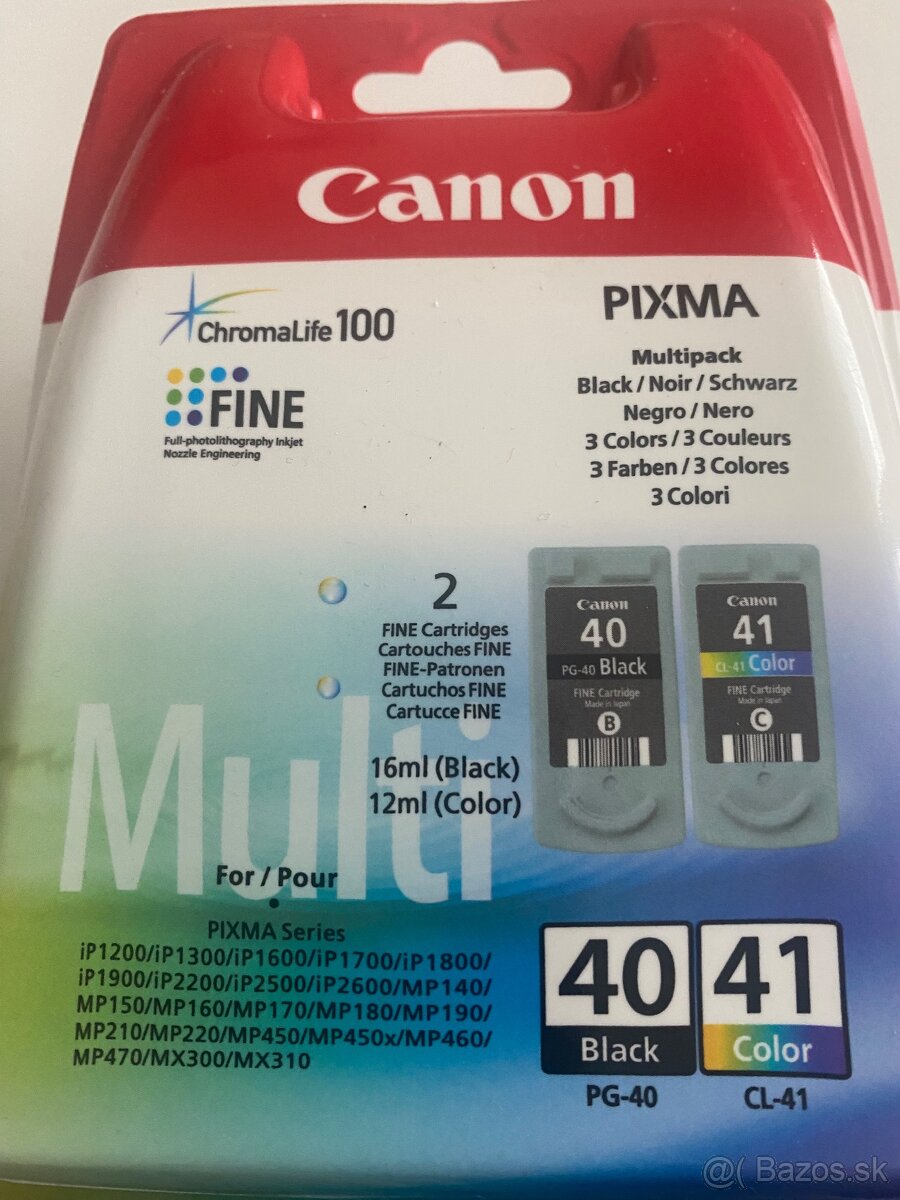 Canon
ChromaLife 100
FINE
Full-photolithography Inkjet
Nozzle Engineering
PIXMA
Multipack
Black / Noir / Schwarz
Negro / Nero
3 Colors / 3 Couleurs
3 Farben / 3 Colores
3 Colori
2
FINE Cartridges
Cartouches FINE
FINE-Patronen
Cartuchos FINE
Cartucce FINE
16ml (Black)
12ml (Color)
Canon
40
PG-40 Black
FINE Cartridge
Made in Japan
B
Canon
41
CL-41 Color
FINE Cartridge
Made in Japan
C
Multi
For / Pour
PIXMA Series
iP1200/iP1300/iP1600/iP1700/iP1800/
iP1900/iP2200/iP2500/iP2600/MP140/
MP150/MP160/MP170/MP180/MP190/
MP210/MP220/MP450/MP450x/MP460/
MP470/MX300/MX310
40
Black
PG-40
41
Color
CL-41
@( Bazos.sk